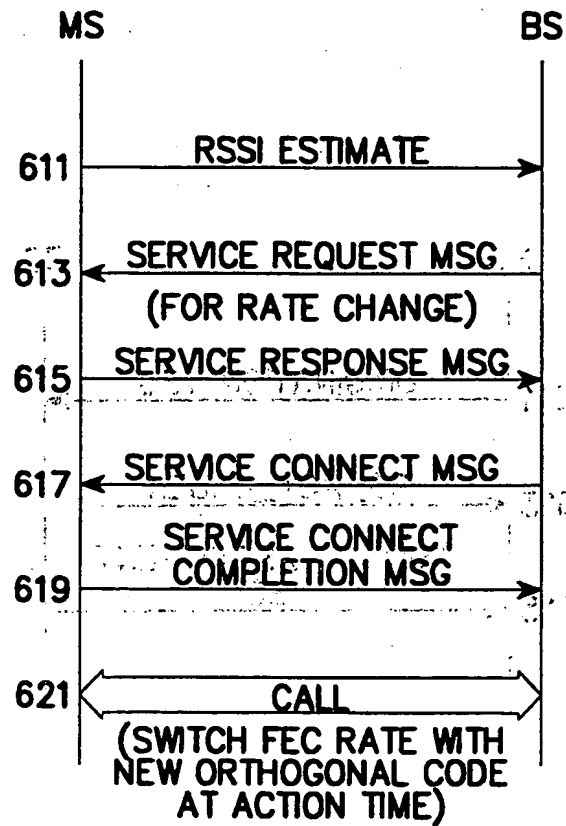 MS BS
611 RSSI ESTIMATE
613 SERVICE REQUEST MSG
(FOR RATE CHANGE)
615 SERVICE RESPONSE MSG
617 SERVICE CONNECT MSG
SERVICE CONNECT
619 COMPLETION MSG
621 CALL
(SWITCH FEC RATE WITH
NEW ORTHOGONAL CODE
AT ACTION TIME)